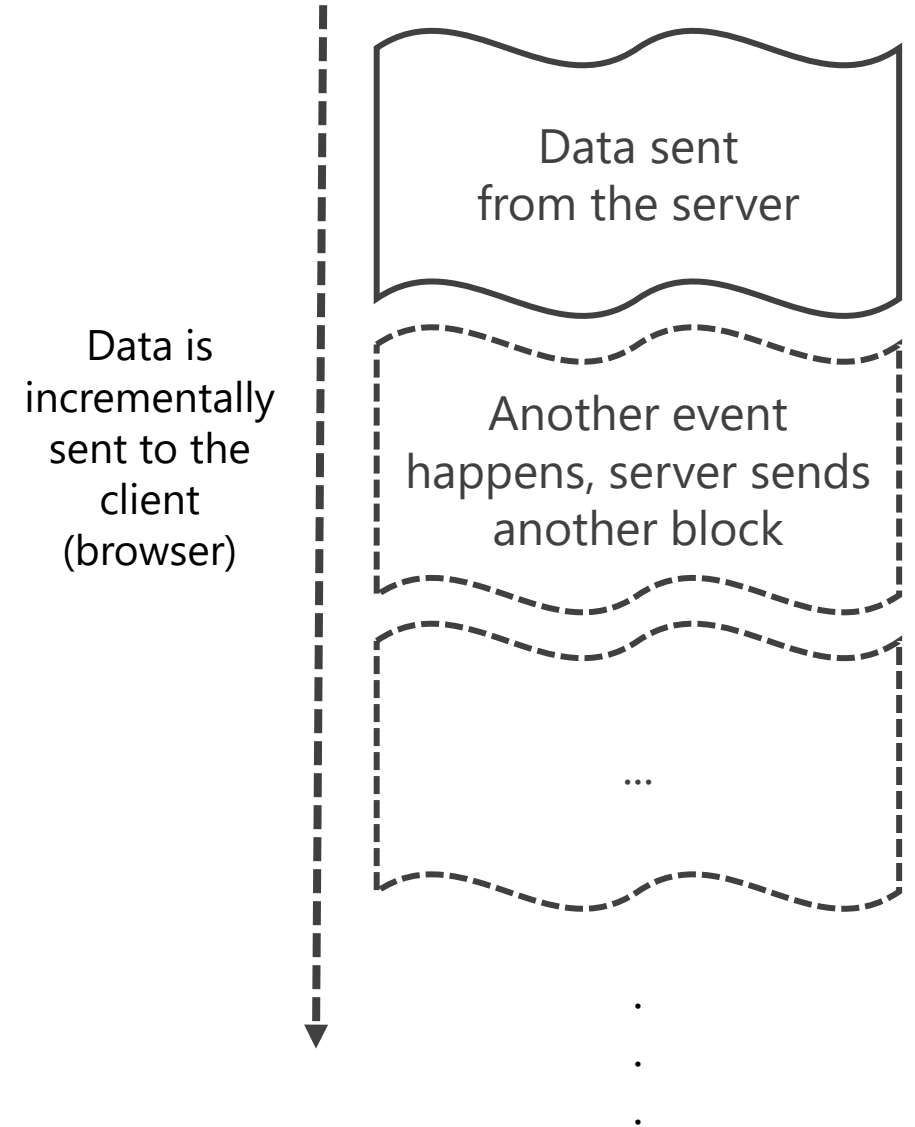 Data sent
from the server
Data is
incrementally
sent to the
client
(browser)
Another event
happens, server sends
another block
...
.
.
.